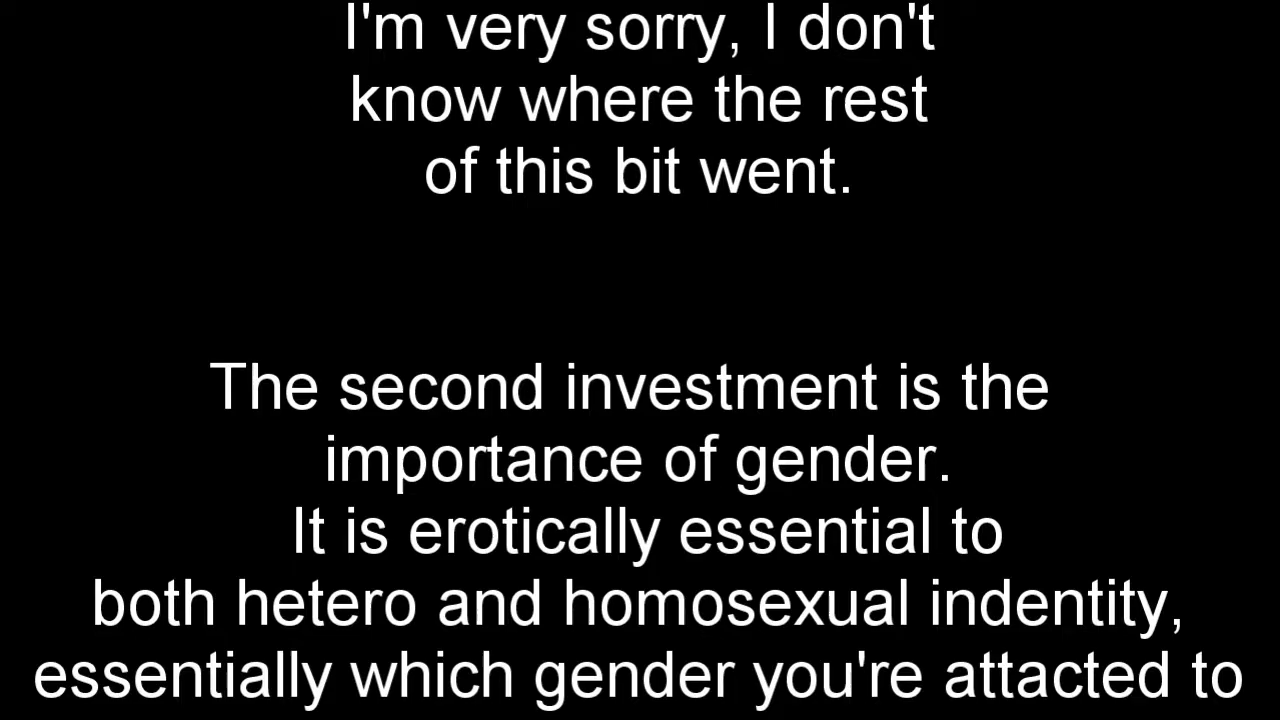 I'm very sorry, I don't
know where the rest
of this bit went.
The second investment is the
importance of gender.
It is erotically essential to
both hetero and homosexual indentity,
essentially which gender you're attacted to